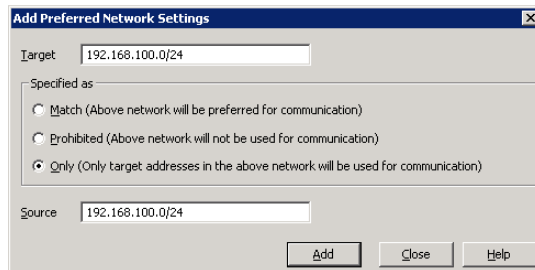 Add Preferred Network Settings
Target 192.168.100.0/24
Specified as
Match (Above network will be preferred for communication)
Prohibited (Above network will not be used for communication)
Only (Only target addresses in the above network will be used for communication)
Source 192.168.100.0/24
Add Close Help